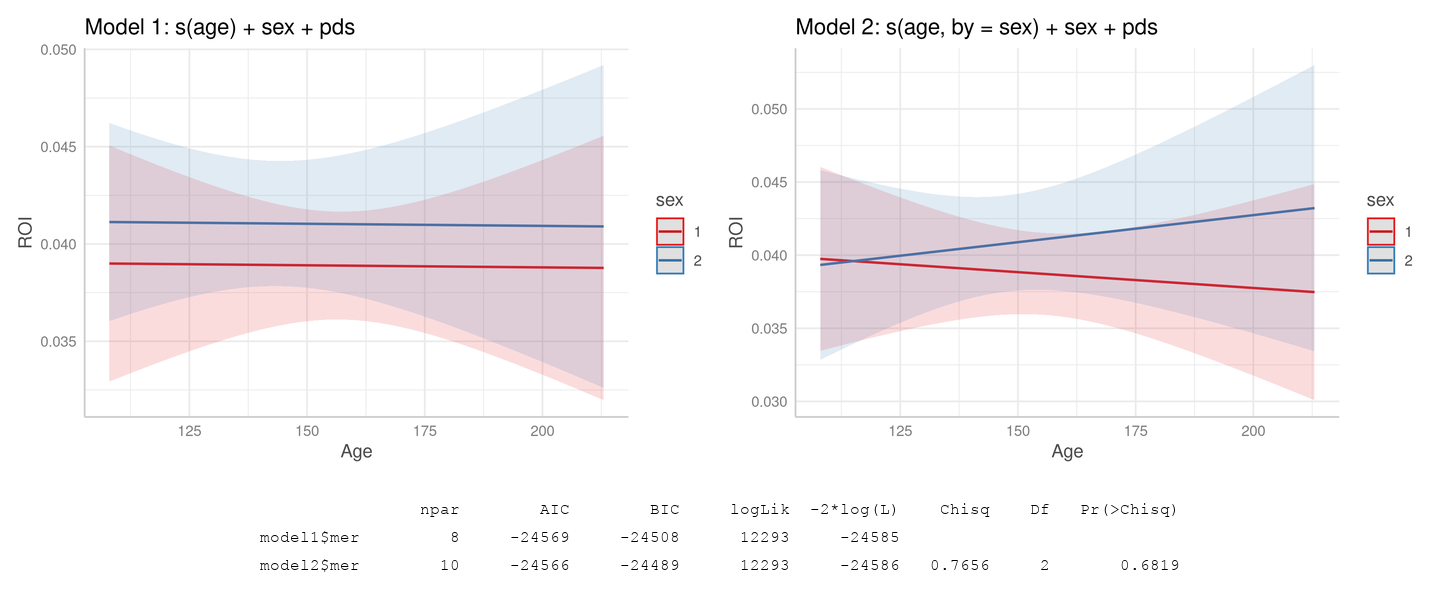 Model 1: s(age) + sex + pds
0.050
0.045
0.040
0.035
ROI
125 150 175 200
Age
sex
1
2
Model 2: s(age, by = sex) + sex + pds
0.050
0.045
0.040
0.035
0.030
ROI
125 150 175 200
Age
sex
1
2
npar AIC BIC logLik -2*log(L) Chisq Df Pr(>Chisq)
model1$mer 8 -24569 -24508 12293 -24585
model2$mer 10 -24566 -24489 12293 -24586 0.7656 2 0.6819